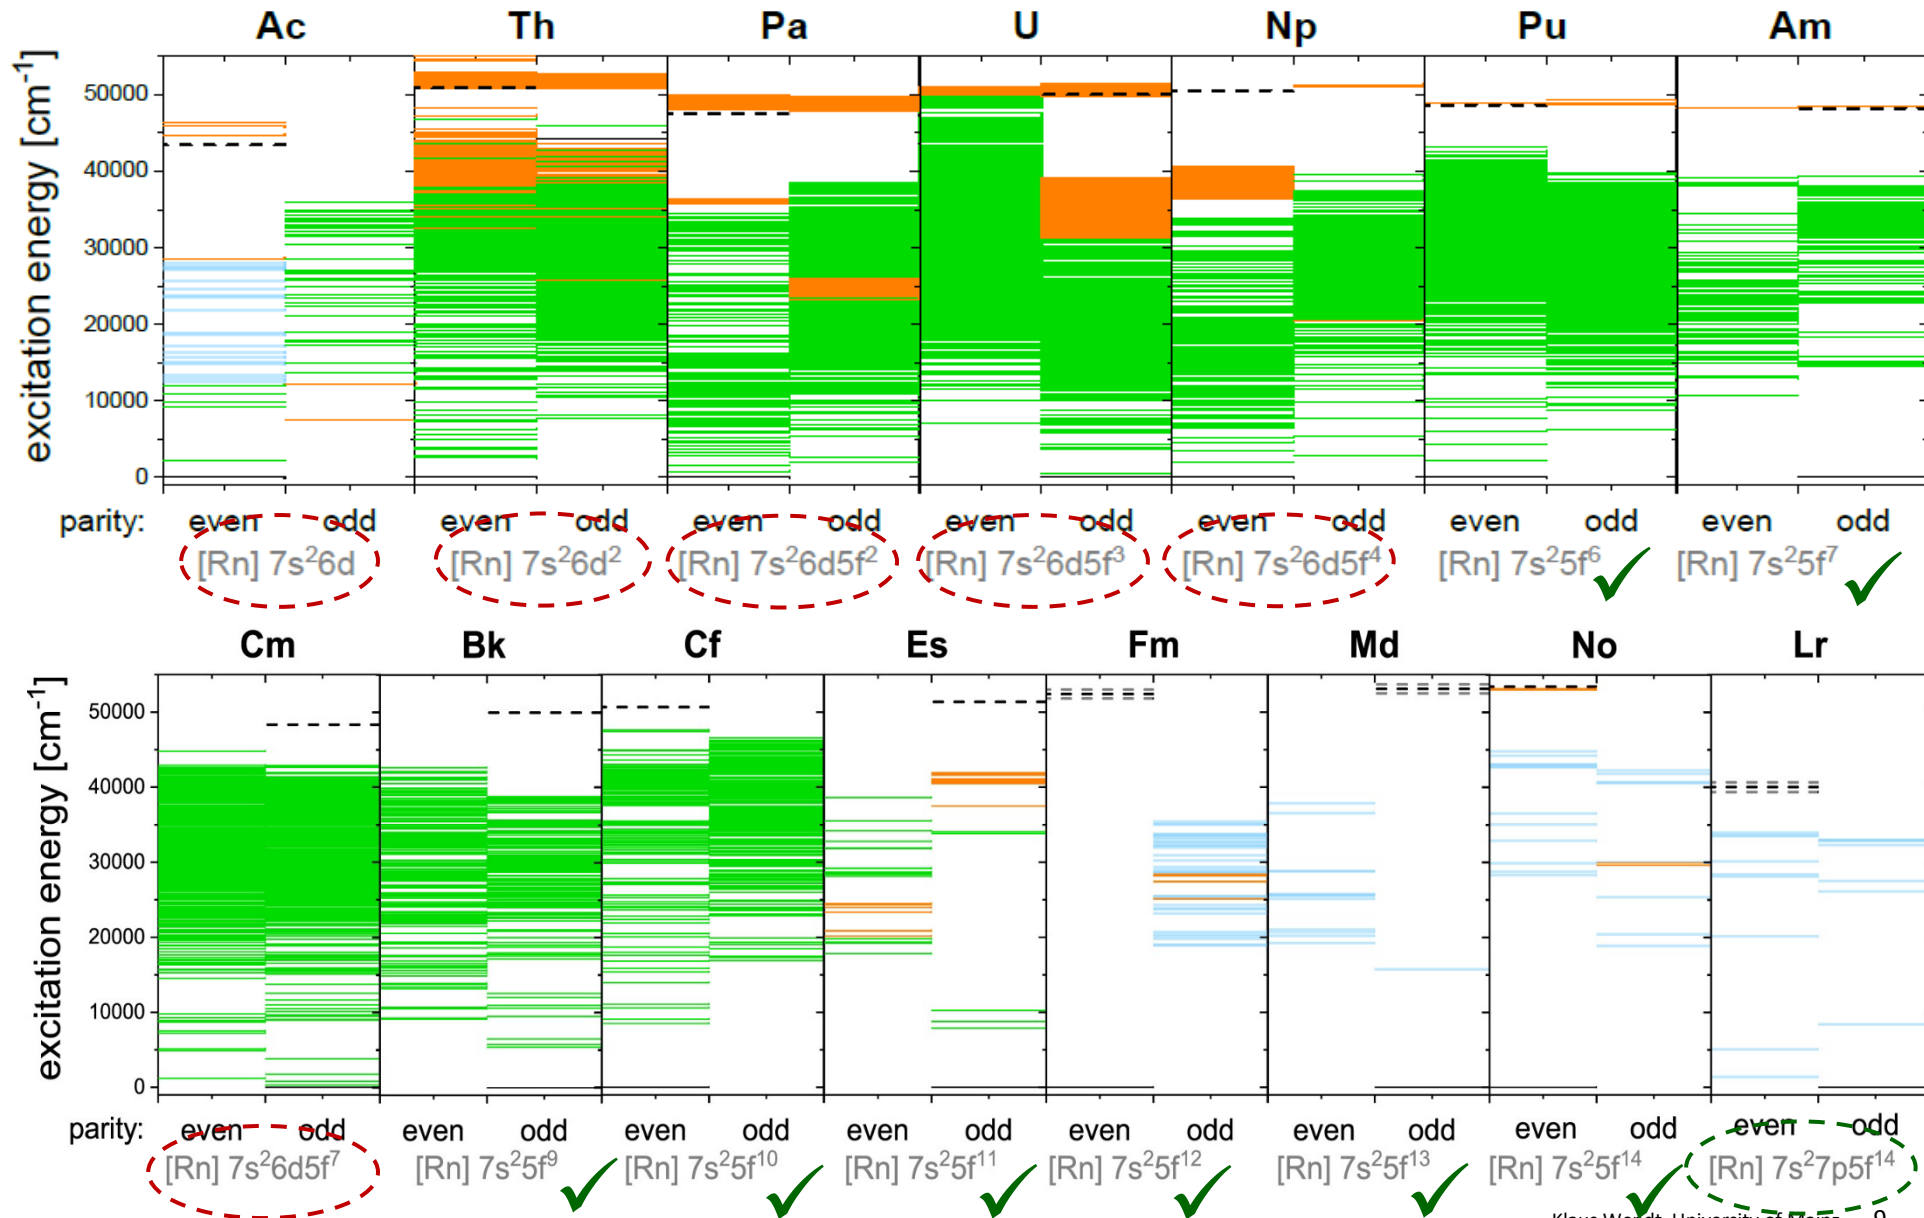 Ac Th Pa U Np Pu Am
excitation energy [cm⁻¹]
50000
40000
30000
20000
10000
0
parity: even odd even odd even odd even odd even odd even odd even odd
[Rn] 7s²6d [Rn] 7s²6d² [Rn] 7s²6d5f² [Rn] 7s²6d5f³ [Rn] 7s²6d5f⁴ [Rn] 7s²5f⁶ [Rn] 7s²5f⁷
Cm Bk Cf Es Fm Md No Lr
excitation energy [cm⁻¹]
50000
40000
30000
20000
10000
0
parity: even odd even odd even odd even odd even odd even odd even odd even odd
[Rn] 7s²6d5f⁷ [Rn] 7s²5f⁹ [Rn] 7s²5f¹⁰ [Rn] 7s²5f¹¹ [Rn] 7s²5f¹² [Rn] 7s²5f¹³ [Rn] 7s²5f¹⁴ [Rn] 7s²7p5f¹⁴